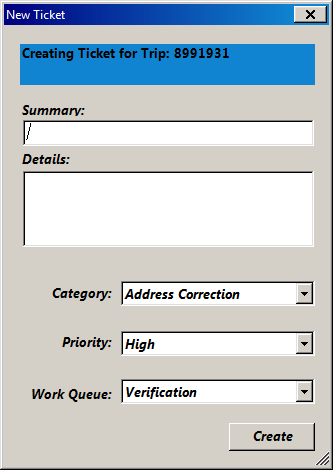 New Ticket
Creating Ticket for Trip: 8991931
Summary:
/
Details:
Category: Address Correction
Priority: High
Work Queue: Verification
Create